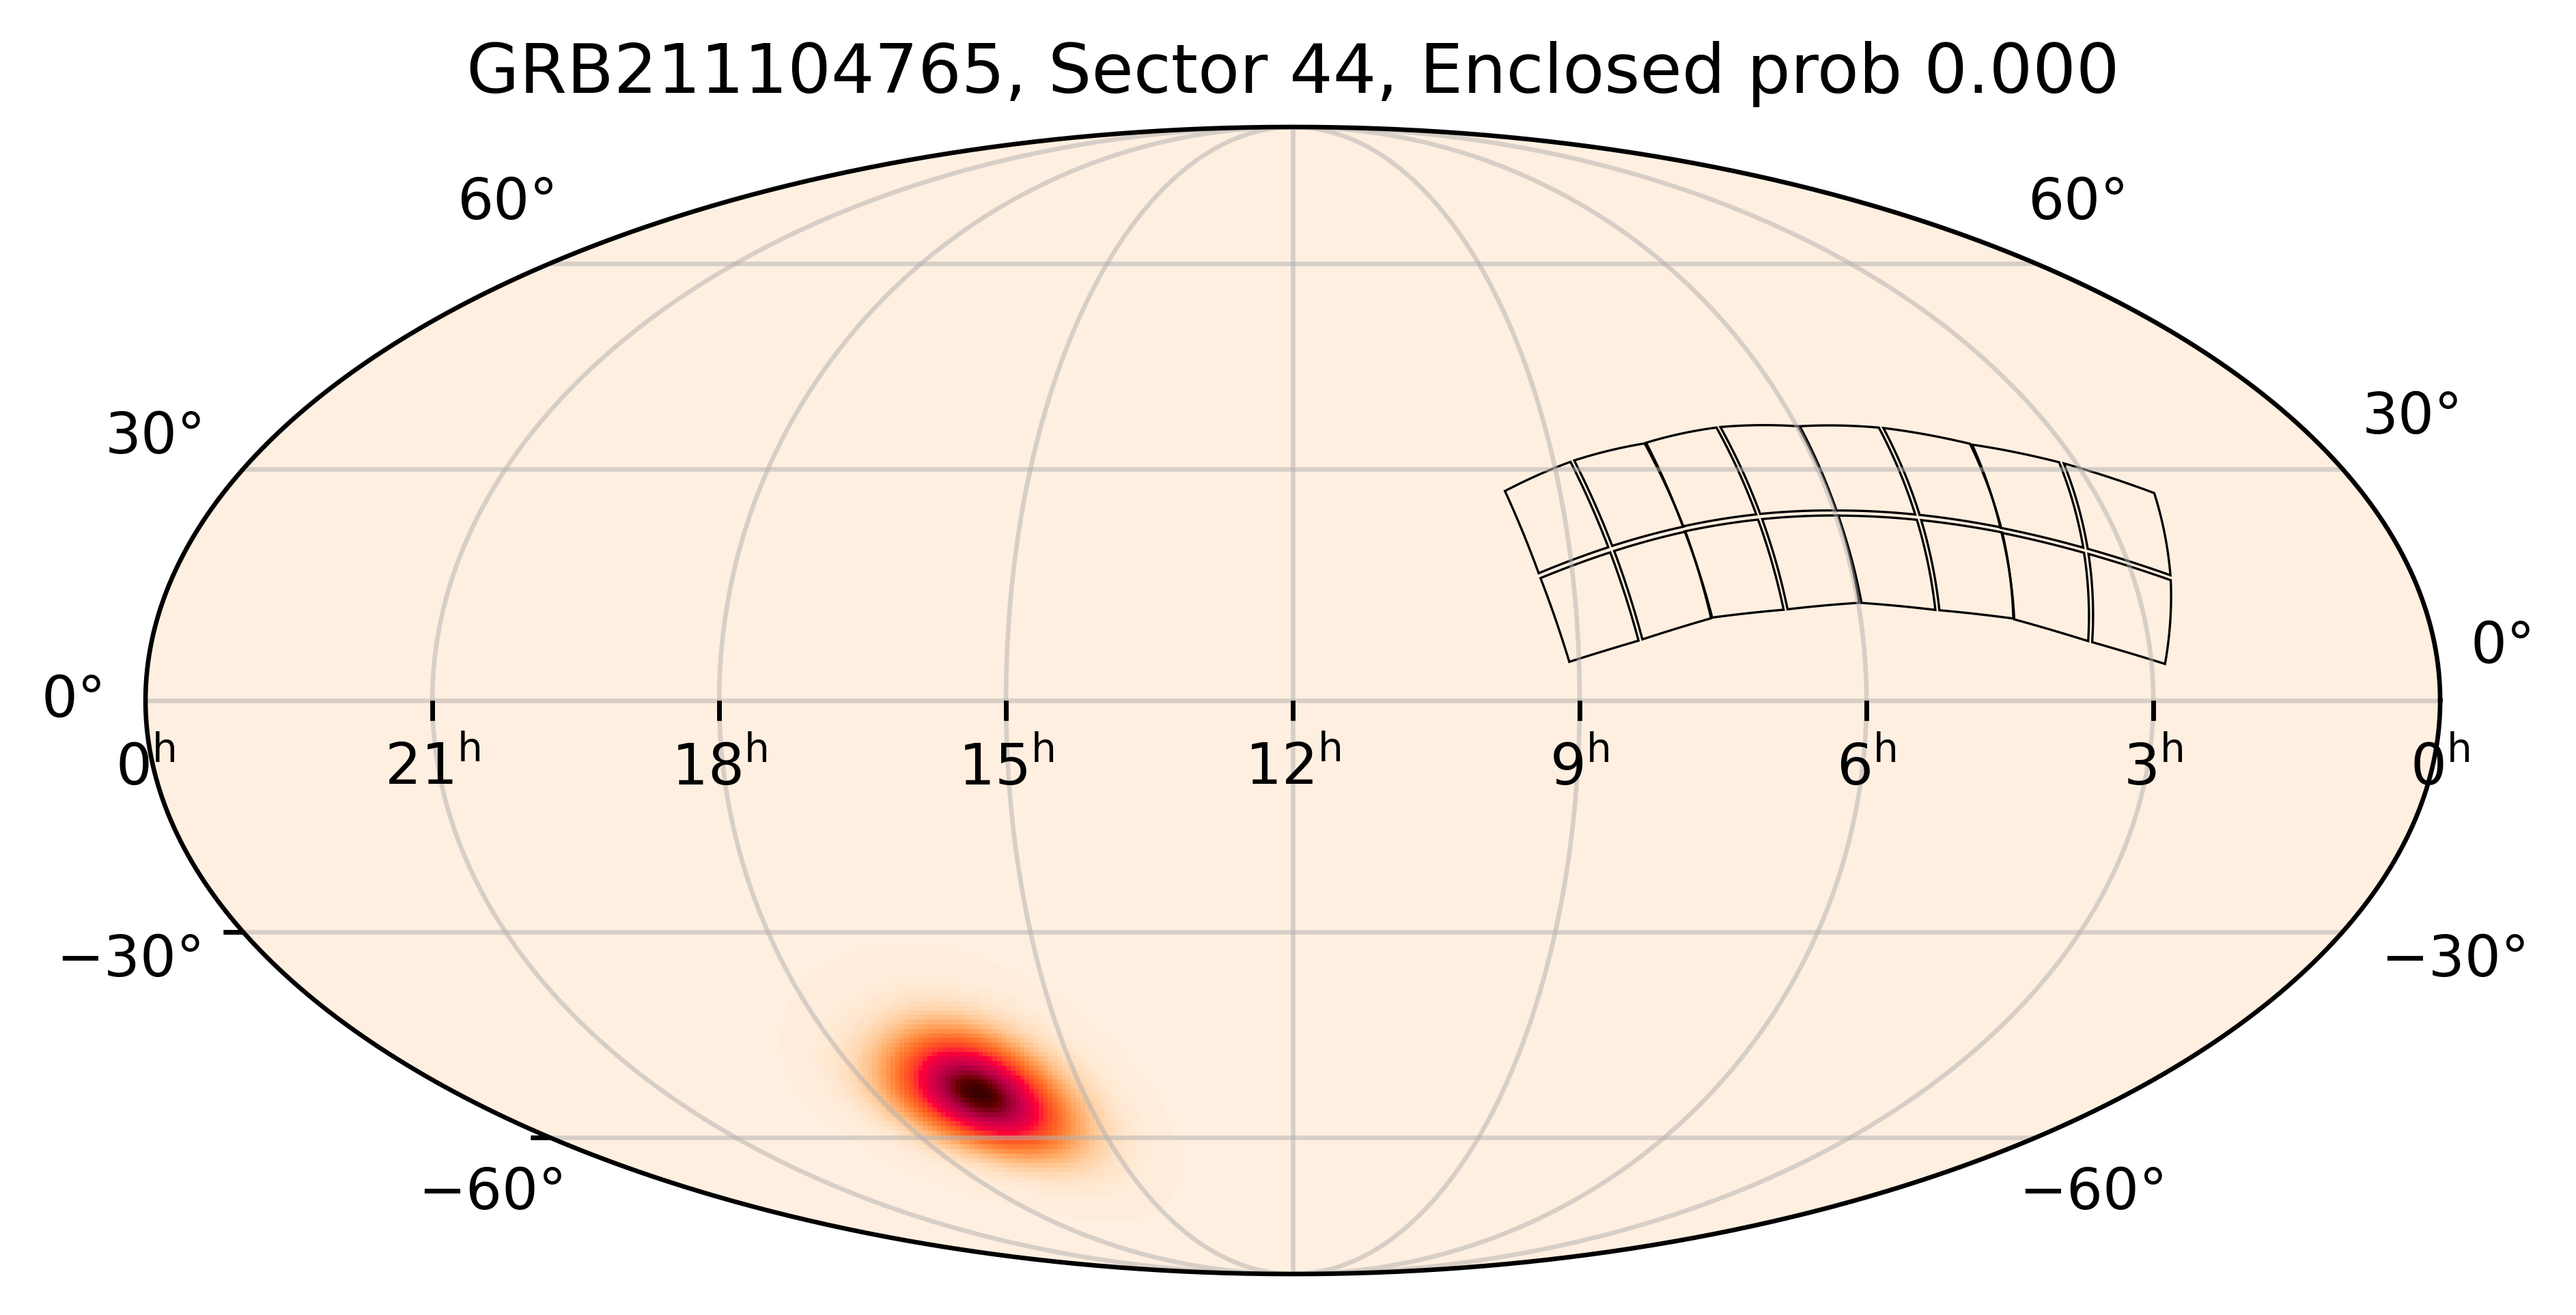 GRB211104765, Sector 44, Enclosed prob 0.000
60° 60°
30° 30°
0° 0°
0ʰ 21ʰ 18ʰ 15ʰ 12ʰ 9ʰ 6ʰ 3ʰ 0ʰ
−30° −30°
−60° −60°